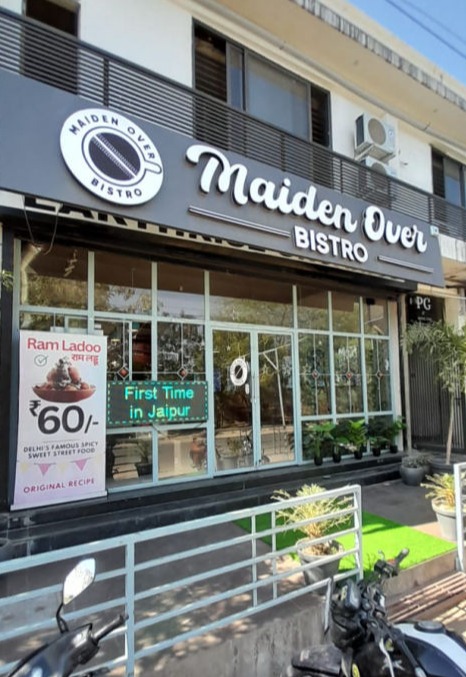 MAIDEN OVER
BISTRO
Maiden Over
BISTRO
PG
Ram Ladoo
राम लड्डू
₹60/-
DELHI'S FAMOUS SPICY
SWEET STREET FOOD
ORIGINAL RECIPE
First Time
in Jaipur